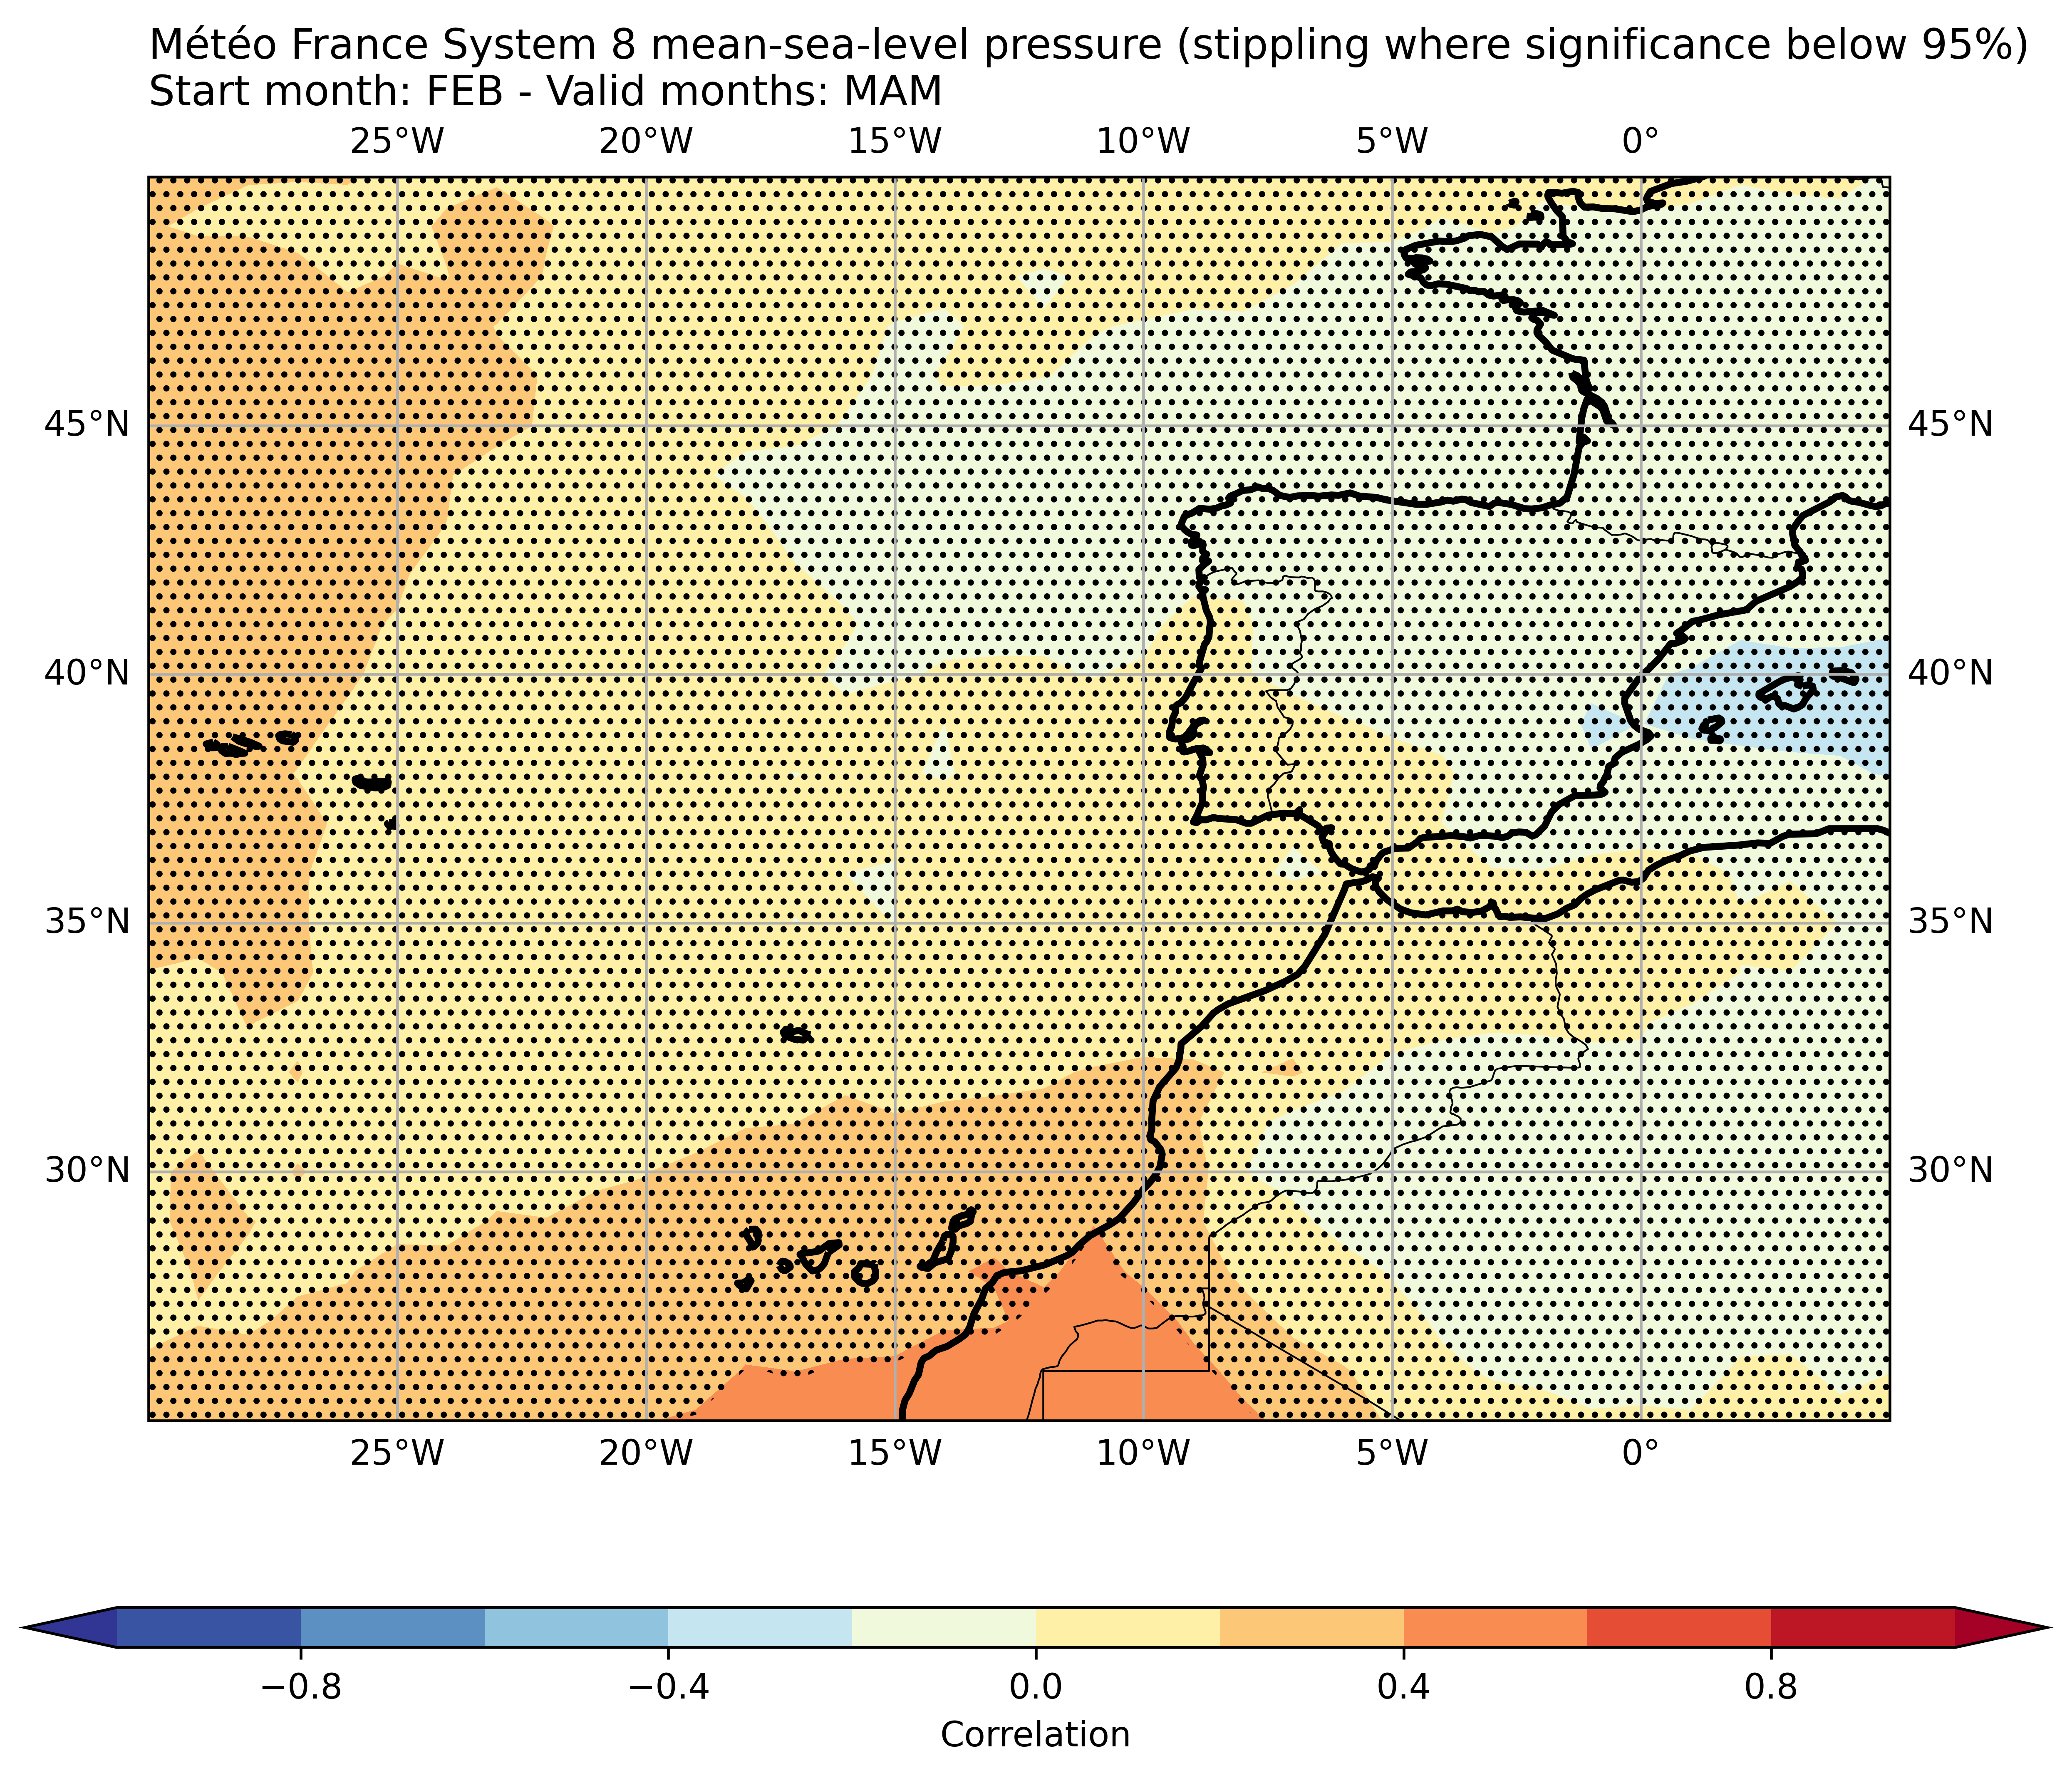 Météo France System 8 mean-sea-level pressure (stippling where significance below 95%)
Start month: FEB - Valid months: MAM
25°W 20°W 15°W 10°W 5°W 0°
45°N 45°N
40°N 40°N
35°N 35°N
30°N 30°N
25°W 20°W 15°W 10°W 5°W 0°
−0.8 −0.4 0.0 0.4 0.8
Correlation